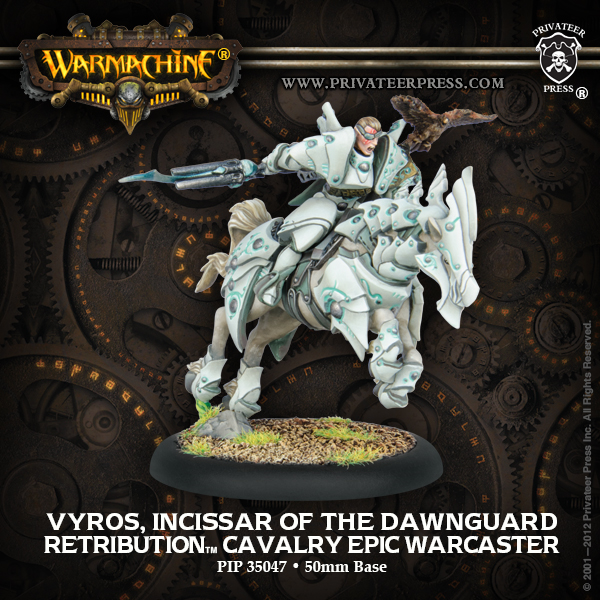 WARMACHINE®
PRIVATEER
PRESS®
WWW.PRIVATEERPRESS.COM
VYROS, INCISSAR OF THE DAWNGUARD
RETRIBUTION™ CAVALRY EPIC WARCASTER
PIP 35047 • 50mm Base
© 2001–2012 Privateer Press Inc. All Rights Reserved.